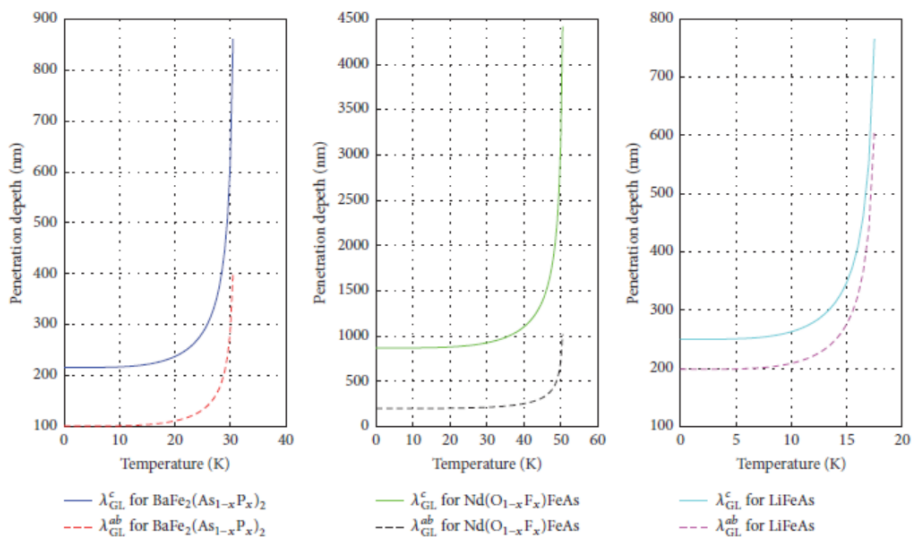 900
800
700
600
500
400
300
200
100
0 10 20 30 40
Penetration depeth (nm)
Temperature (K)
4500
4000
3500
3000
2500
2000
1500
1000
500
0
0 10 20 30 40 50 60
Penetration depeth (nm)
Temperature (K)
800
700
600
500
400
300
200
100
0 5 10 15 20
Penetration depeth (nm)
Temperature (K)
λ^c_GL for BaFe₂(As₁₋ₓPₓ)₂
λ^ab_GL for BaFe₂(As₁₋ₓPₓ)₂
λ^c_GL for Nd(O₁₋ₓFₓ)FeAs
λ^ab_GL for Nd(O₁₋ₓFₓ)FeAs
λ^c_GL for LiFeAs
λ^ab_GL for LiFeAs